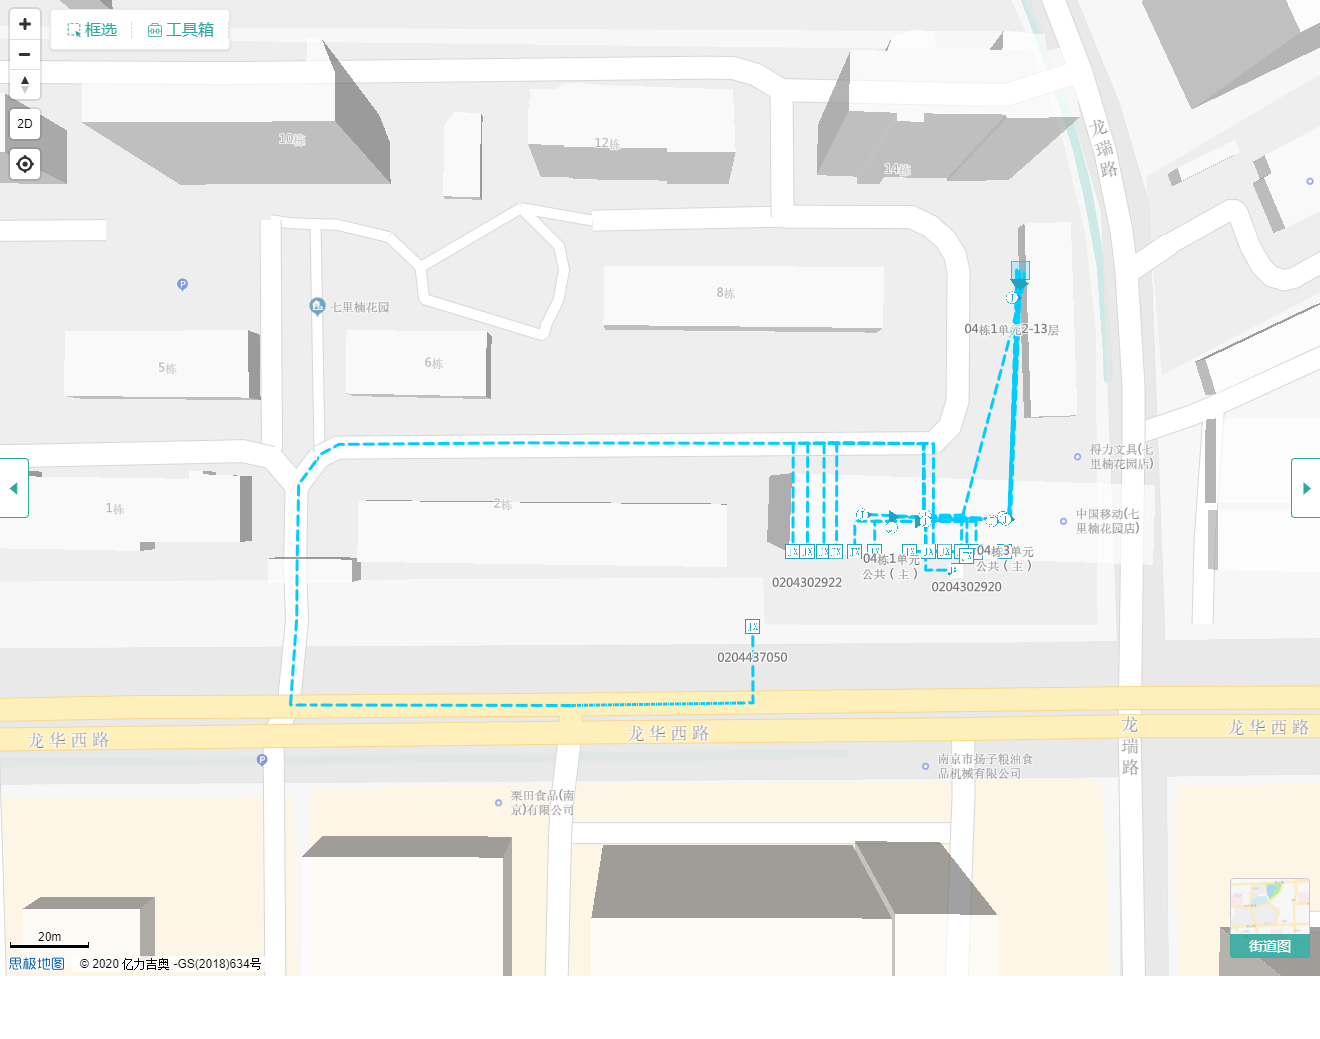 框选
工具箱
2D
10栋
12栋
14栋
龙瑞路
P
七里楠花园
8栋
04栋1单元2-13层
5栋
6栋
得力文具(七
里楠花园店)
1栋
2栋
中国移动(七
里楠花园店)
04栋1单元
公共（主）
04栋3单元
公共（主）
0204302922
0204302920
JX
0204437050
龙华西路
龙华西路
龙瑞路
龙华西路
P
南京市扬子粮油食
品机械有限公司
栗田食品(南
京)有限公司
20m
思极地图
© 2020 亿力吉奥 -GS(2018)634号
街道图